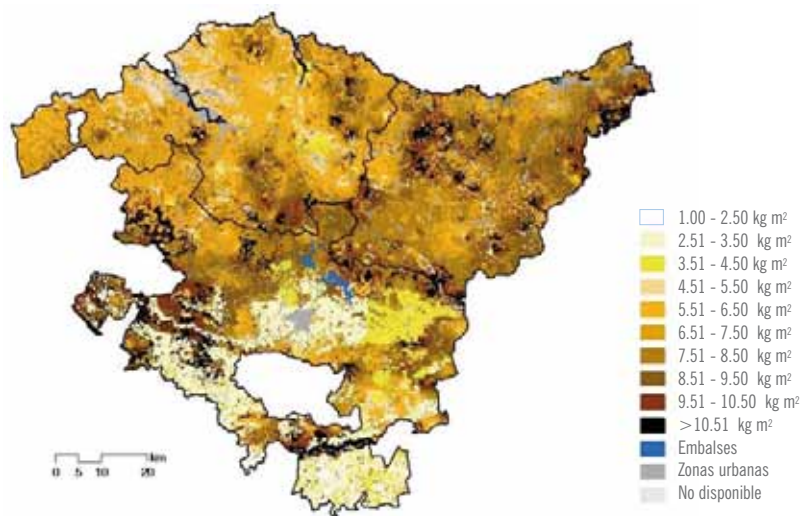 1.00 - 2.50 kg m²
2.51 - 3.50 kg m²
3.51 - 4.50 kg m²
4.51 - 5.50 kg m²
5.51 - 6.50 kg m²
6.51 - 7.50 kg m²
7.51 - 8.50 kg m²
8.51 - 9.50 kg m²
9.51 - 10.50 kg m²
>10.51 kg m²
Embalses
Zonas urbanas
No disponible
km
0 5 10 20